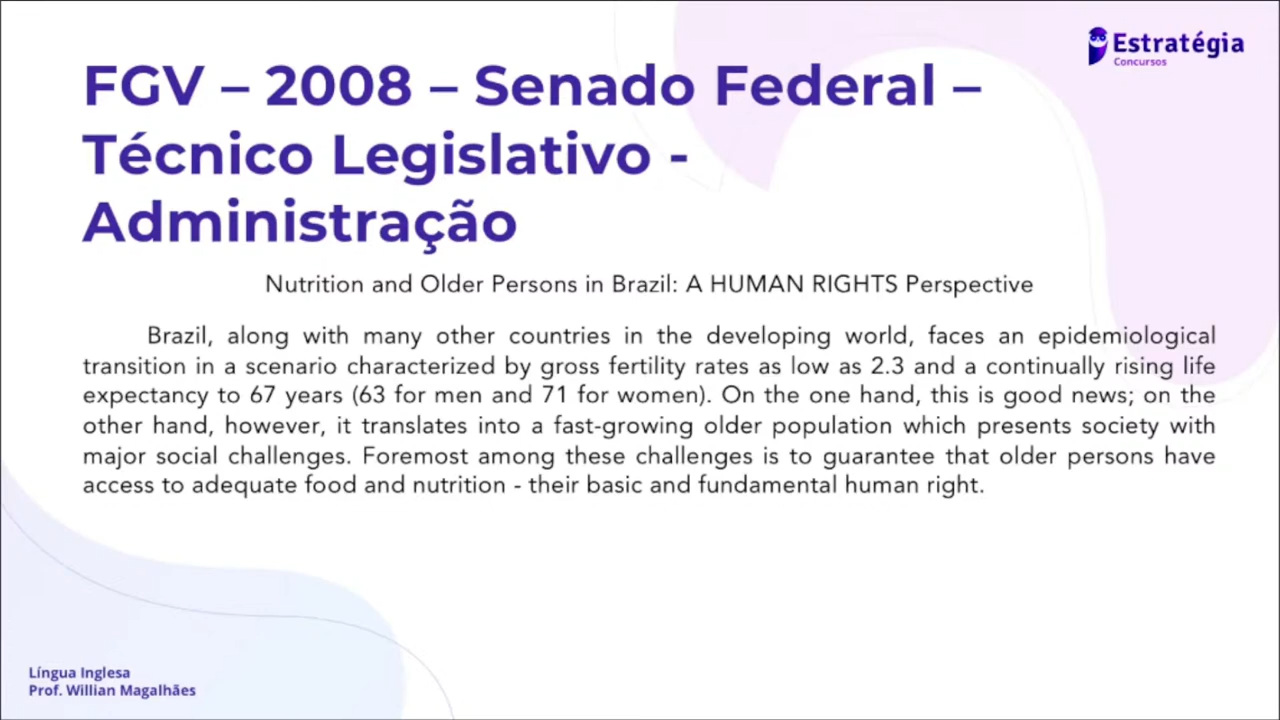 Estratégia
Concursos
FGV – 2008 – Senado Federal –
Técnico Legislativo -
Administração
Nutrition and Older Persons in Brazil: A HUMAN RIGHTS Perspective
Brazil, along with many other countries in the developing world, faces an epidemiological
transition in a scenario characterized by gross fertility rates as low as 2.3 and a continually rising life
expectancy to 67 years (63 for men and 71 for women). On the one hand, this is good news; on the
other hand, however, it translates into a fast-growing older population which presents society with
major social challenges. Foremost among these challenges is to guarantee that older persons have
access to adequate food and nutrition - their basic and fundamental human right.
Língua Inglesa
Prof. Willian Magalhães